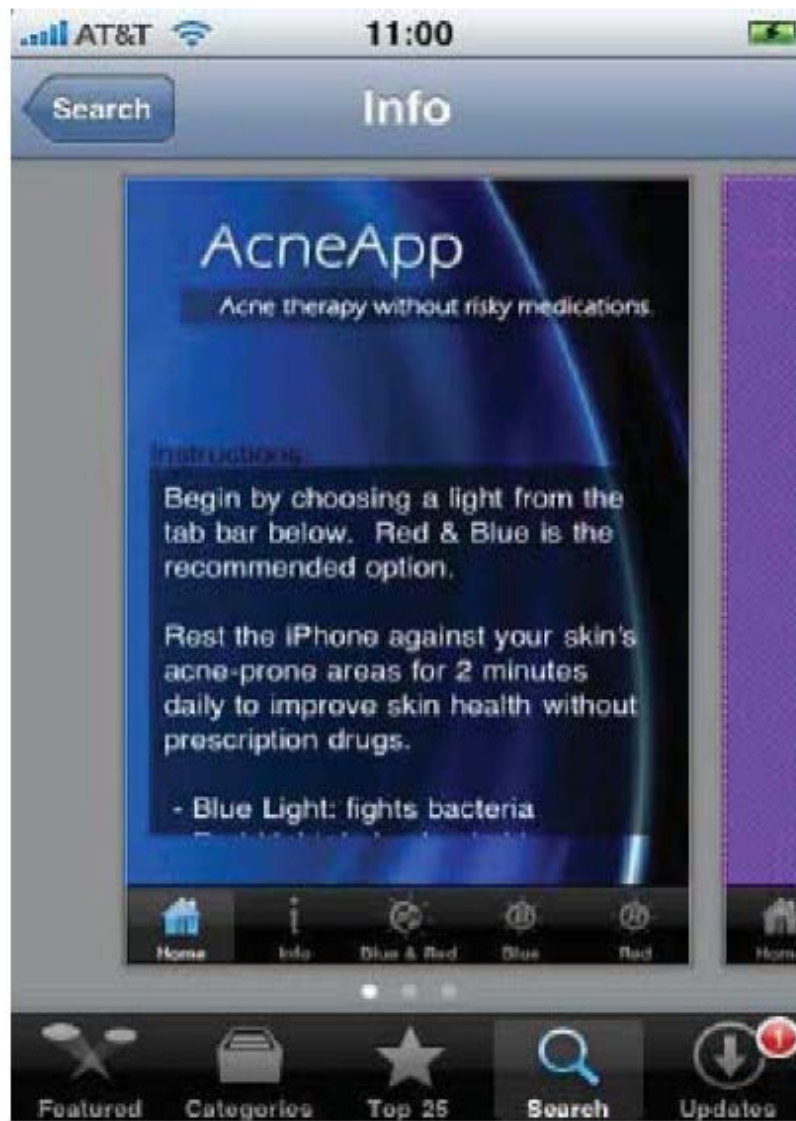 AT&T 11:00
Search Info
AcneApp
Acne therapy without risky medications.
Instructions:
Begin by choosing a light from the
tab bar below. Red & Blue is the
recommended option.
Rest the iPhone against your skin's
acne-prone areas for 2 minutes
daily to improve skin health without
prescription drugs.
- Blue Light: fights bacteria
Home Info Blue & Red Blue Red Home
Featured Categories Top 25 Search Updates 1